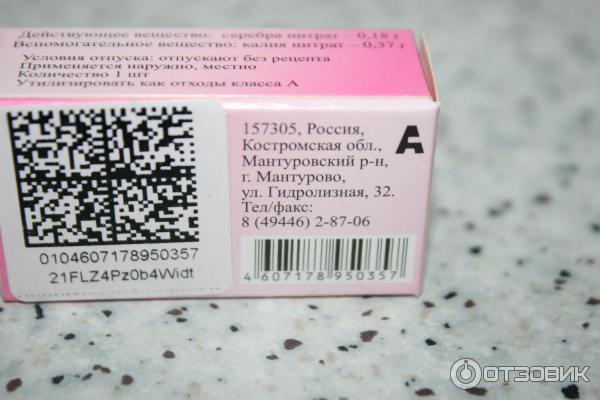 Действующее вещество: серебра нитрат – 0,18 г
Вспомогательное вещество: калия нитрат – 0,37 г
Условия отпуска: отпускают без рецепта
Применяется наружно, местно
Количество 1 шт
Утилизировать как отходы класса А
0104607178950357
21FLZ4Pz0b4Widt
157305, Россия,
Костромская обл.,
Мантуровский р-н,
г. Мантурово,
ул. Гидролизная, 32.
Тел/факс:
8 (49446) 2-87-06
A
4 607178 950357
ОТЗОВИК